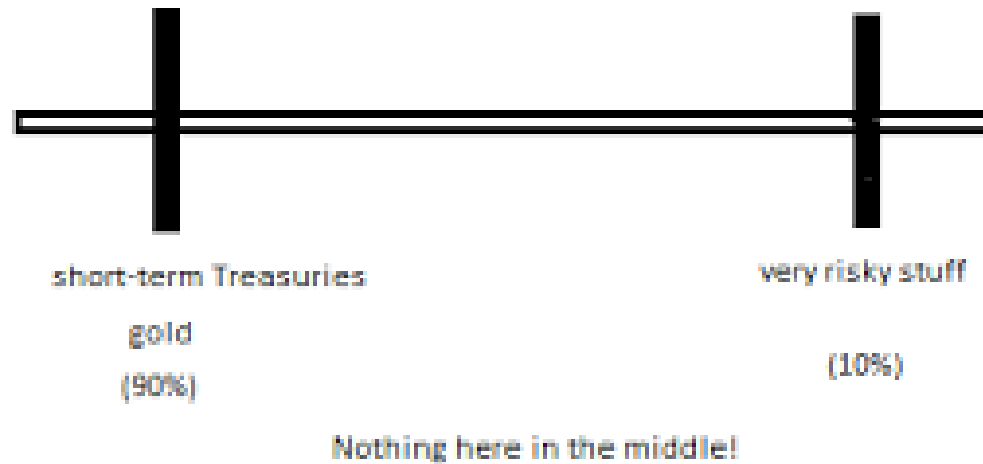 short-term Treasuries
gold
(90%)
very risky stuff
(10%)
Nothing here in the middle!